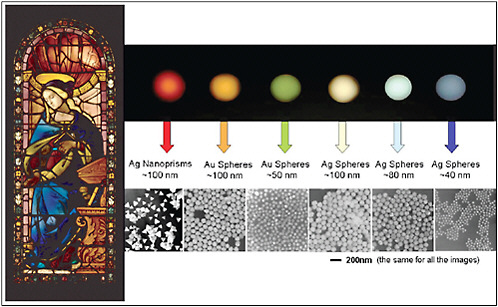 Ag Nanoprisms Au Spheres Au Spheres Ag Spheres Ag Spheres Ag Spheres
~100 nm ~100 nm ~50 nm ~100 nm ~80 nm ~40 nm
200nm (the same for all the images)